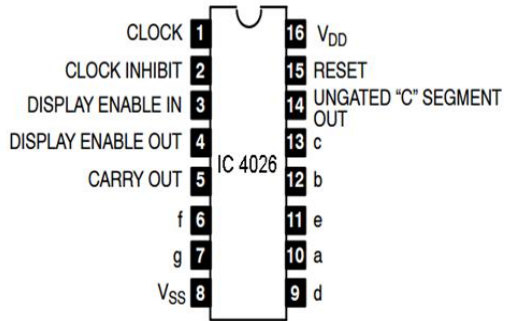 CLOCK 1 16 VDD
CLOCK INHIBIT 2 15 RESET
DISPLAY ENABLE IN 3 14 UNGATED “C” SEGMENT
OUT
DISPLAY ENABLE OUT 4 13 c
IC 4026
CARRY OUT 5 12 b
f 6 11 e
g 7 10 a
VSS 8 9 d